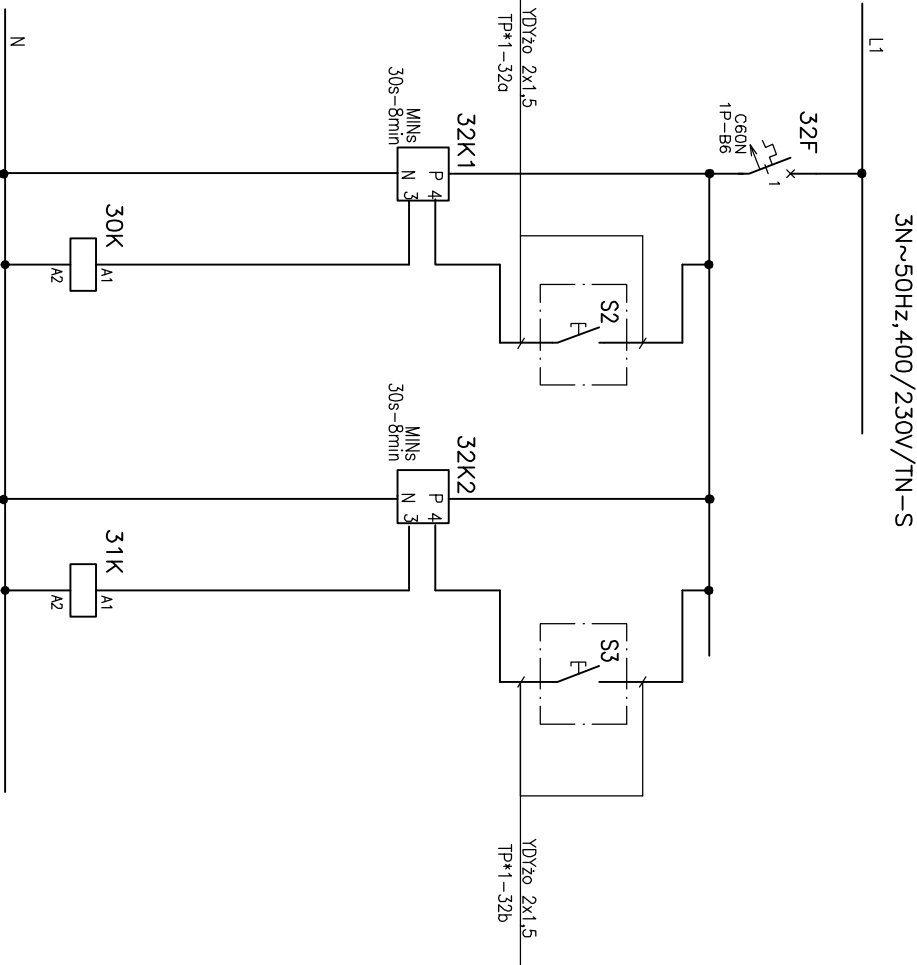 3N~50Hz,400/230V/TN-S
L1
32F
C60N
1P-B6
1
YDYżo 2x1,5
TP*1-32a
S2
S3
YDYżo 2x1,5
TP*1-32b
32K1
MINs
30s-8min
P 4
N 3
32K2
MINs
30s-8min
P 4
N 3
30K
A1
A2
31K
A1
A2
N